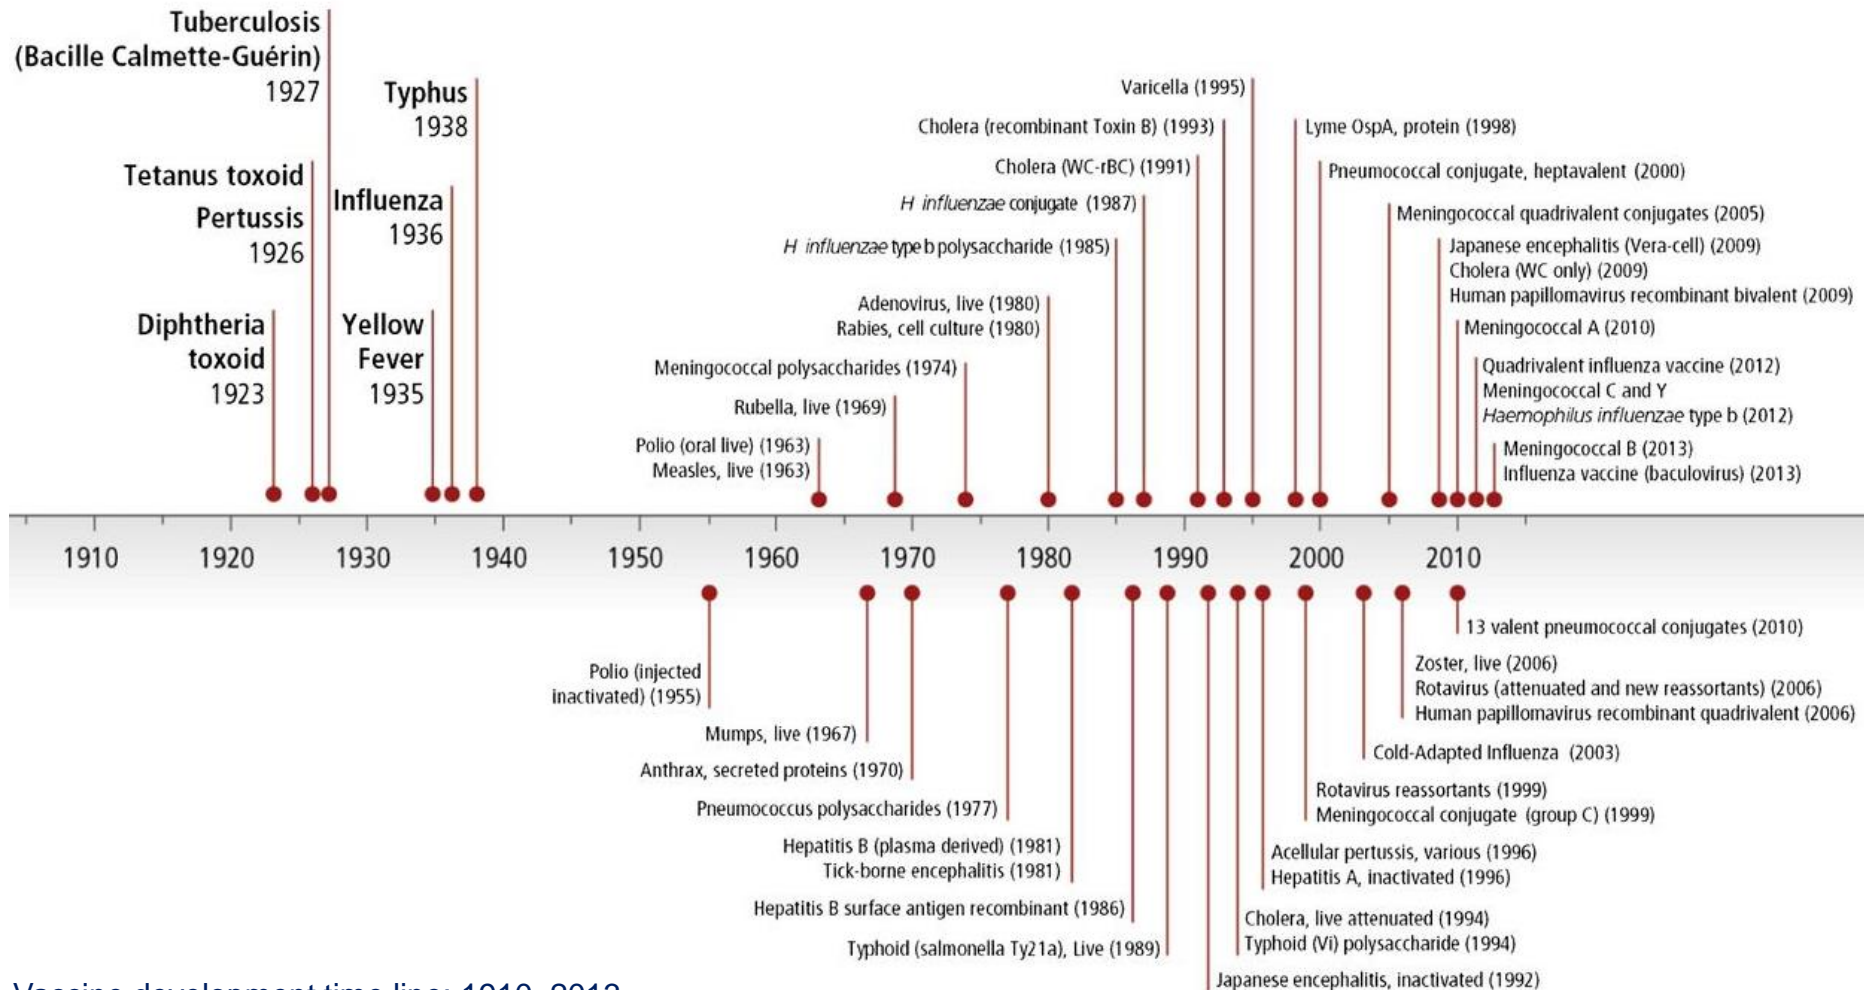 Tuberculosis
(Bacille Calmette-Guérin)
1927
Typhus
1938
Tetanus toxoid
Pertussis
1926
Influenza
1936
Diphtheria
toxoid
1923
Yellow
Fever
1935
Varicella (1995)
Cholera (recombinant Toxin B) (1993)
Cholera (WC-rBC) (1991)
H influenzae conjugate (1987)
H influenzae type b polysaccharide (1985)
Adenovirus, live (1980)
Rabies, cell culture (1980)
Meningococcal polysaccharides (1974)
Rubella, live (1969)
Polio (oral live) (1963)
Measles, live (1963)
Lyme OspA, protein (1998)
Pneumococcal conjugate, heptavalent (2000)
Meningococcal quadrivalent conjugates (2005)
Japanese encephalitis (Vera-cell) (2009)
Cholera (WC only) (2009)
Human papillomavirus recombinant bivalent (2009)
Meningococcal A (2010)
Quadrivalent influenza vaccine (2012)
Meningococcal C and Y
Haemophilus influenzae type b (2012)
Meningococcal B (2013)
Influenza vaccine (baculovirus) (2013)
1910 1920 1930 1940 1950 1960 1970 1980 1990 2000 2010
Polio (injected
inactivated) (1955)
Mumps, live (1967)
Anthrax, secreted proteins (1970)
Pneumococcus polysaccharides (1977)
Hepatitis B (plasma derived) (1981)
Tick-borne encephalitis (1981)
Hepatitis B surface antigen recombinant (1986)
Typhoid (salmonella Ty21a), Live (1989)
13 valent pneumococcal conjugates (2010)
Zoster, live (2006)
Rotavirus (attenuated and new reassortants) (2006)
Human papillomavirus recombinant quadrivalent (2006)
Cold-Adapted Influenza (2003)
Rotavirus reassortants (1999)
Meningococcal conjugate (group C) (1999)
Acellular pertussis, various (1996)
Hepatitis A, inactivated (1996)
Cholera, live attenuated (1994)
Typhoid (Vi) polysaccharide (1994)
Japanese encephalitis, inactivated (1992)
Vaccine development time line: 1910–